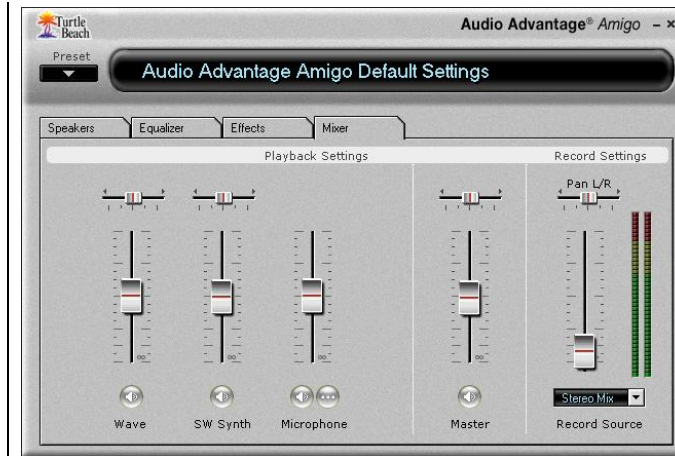 Turtle
Beach
Audio Advantage® Amigo
Preset
Audio Advantage Amigo Default Settings
Speakers Equalizer Effects Mixer
Playback Settings Record Settings
Pan L/R
∞ ∞ ∞ ∞
Stereo Mix
Wave SW Synth Microphone Master Record Source